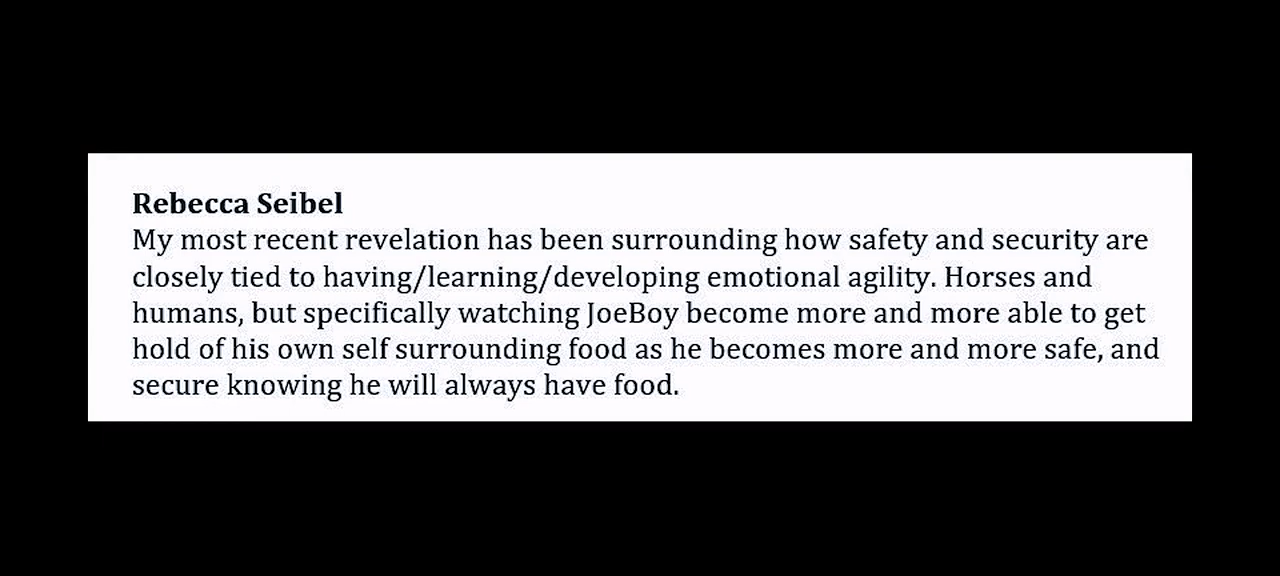 Rebecca Seibel
My most recent revelation has been surrounding how safety and security are
closely tied to having/learning/developing emotional agility. Horses and
humans, but specifically watching JoeBoy become more and more able to get
hold of his own self surrounding food as he becomes more and more safe, and
secure knowing he will always have food.